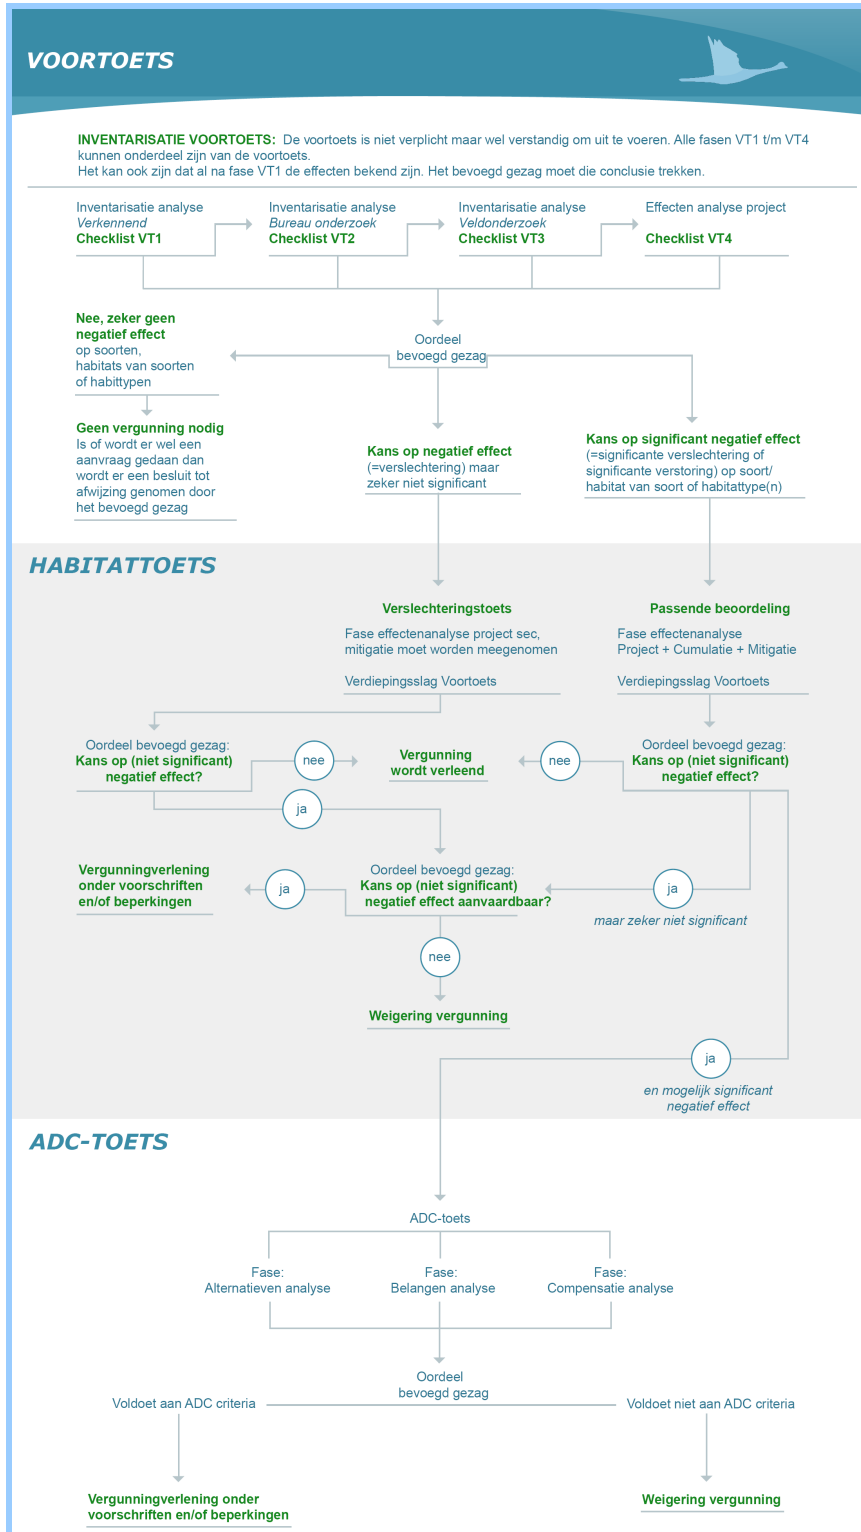 VOORTOETS
INVENTARISATIE VOORTOETS: De voortoets is niet verplicht maar wel verstandig om uit te voeren. Alle fasen VT1 t/m VT4
kunnen onderdeel zijn van de voortoets.
Het kan ook zijn dat al na fase VT1 de effecten bekend zijn. Het bevoegd gezag moet die conclusie trekken.
Inventarisatie analyse
Verkennend
Checklist VT1
Inventarisatie analyse
Bureau onderzoek
Checklist VT2
Inventarisatie analyse
Veldonderzoek
Checklist VT3
Effecten analyse project
Checklist VT4
Nee, zeker geen
negatief effect
op soorten,
habitats van soorten
of habittypen
Oordeel
bevoegd gezag
Geen vergunning nodig
Is of wordt er wel een
aanvraag gedaan dan
wordt er een besluit tot
afwijzing genomen door
het bevoegd gezag
Kans op negatief effect
(=verslechtering) maar
zeker niet significant
Kans op significant negatief effect
(=significante verslechtering of
significante verstoring) op soort/
habitat van soort of habitattype(n)
HABITATTOETS
Verslechteringstoets
Fase effectenanalyse project sec,
mitigatie moet worden meegenomen
Verdiepingsslag Voortoets
Passende beoordeling
Fase effectenanalyse
Project + Cumulatie + Mitigatie
Verdiepingsslag Voortoets
Oordeel bevoegd gezag:
Kans op (niet significant)
negatief effect?
nee
Vergunning
wordt verleend
nee
Oordeel bevoegd gezag:
Kans op (niet significant)
negatief effect?
ja
Vergunningverlening
onder voorschriften
en/of beperkingen
ja
Oordeel bevoegd gezag:
Kans op (niet significant)
negatief effect aanvaardbaar?
ja
maar zeker niet significant
nee
Weigering vergunning
ja
en mogelijk significant
negatief effect
ADC-TOETS
ADC-toets
Fase:
Alternatieven analyse
Fase:
Belangen analyse
Fase:
Compensatie analyse
Oordeel
bevoegd gezag
Voldoet aan ADC criteria
Voldoet niet aan ADC criteria
Vergunningverlening onder
voorschriften en/of beperkingen
Weigering vergunning